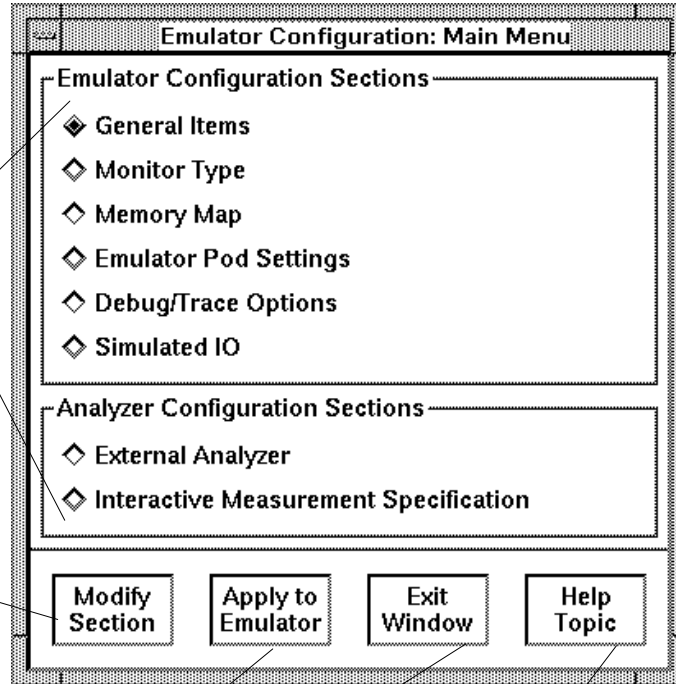 Emulator Configuration: Main Menu
Emulator Configuration Sections
General Items
Monitor Type
Memory Map
Emulator Pod Settings
Debug/Trace Options
Simulated IO
Analyzer Configuration Sections
External Analyzer
Interactive Measurement Specification
Modify Section
Apply to Emulator
Exit Window
Help Topic